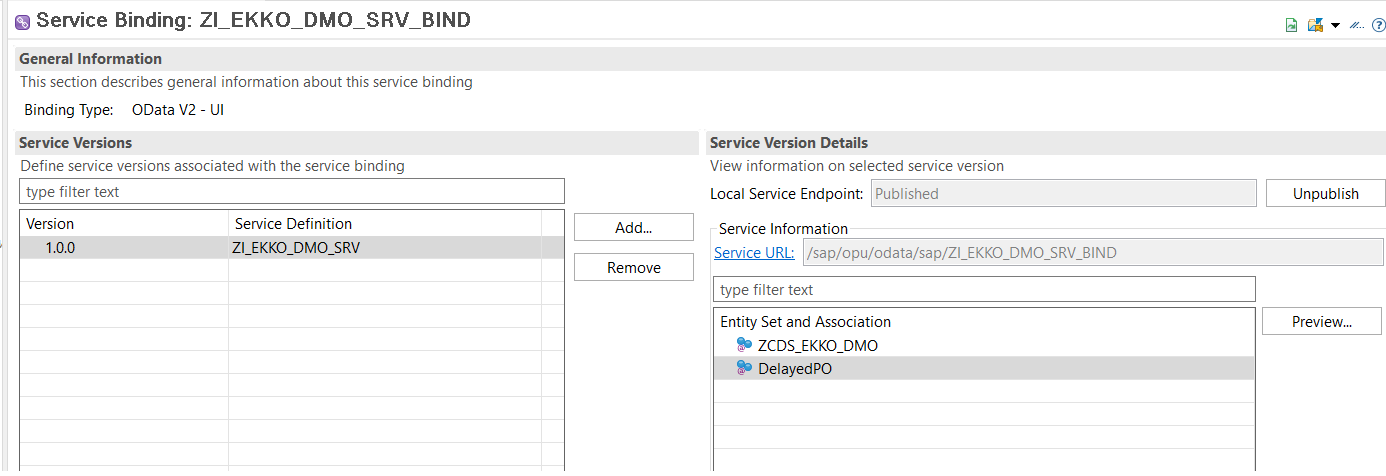 Service Binding: ZI_EKKO_DMO_SRV_BIND
General Information
This section describes general information about this service binding
Binding Type: OData V2 - UI
Service Versions
Define service versions associated with the service binding
type filter text
Version Service Definition
1.0.0 ZI_EKKO_DMO_SRV
Add...
Remove
Service Version Details
View information on selected service version
Local Service Endpoint: Published Unpublish
Service Information
Service URL: /sap/opu/odata/sap/ZI_EKKO_DMO_SRV_BIND
type filter text
Entity Set and Association
Preview...
ZCDS_EKKO_DMO
DelayedPO